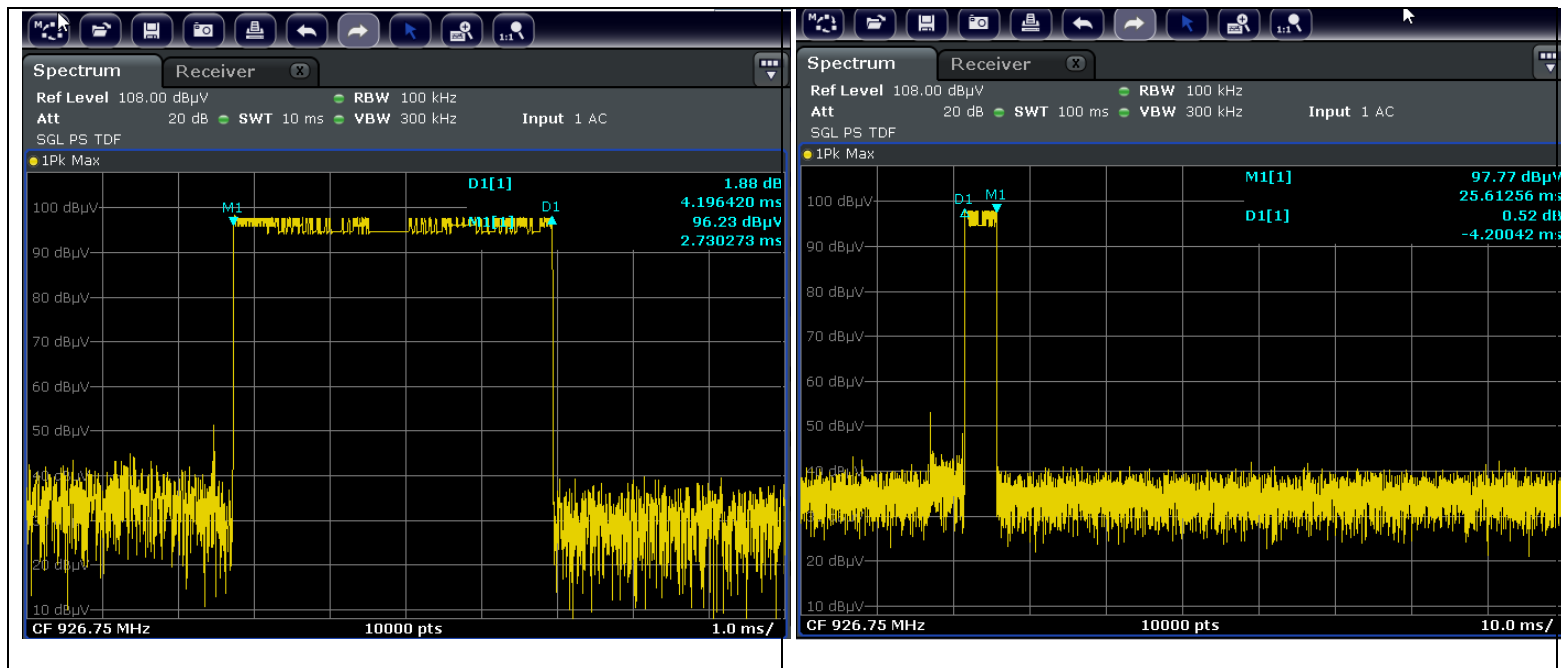 Spectrum Receiver
Ref Level 108.00 dBµV RBW 100 kHz
Att 20 dB SWT 10 ms VBW 300 kHz Input 1 AC
SGL PS TDF
1Pk Max
D1[1] 1.88 dB
4.196420 ms
M1[1] 96.23 dBµV
2.730273 ms
M1 D1
100 dBµV
90 dBµV
80 dBµV
70 dBµV
60 dBµV
50 dBµV
20 dBµV
10 dBµV
CF 926.75 MHz 10000 pts 1.0 ms/
Spectrum Receiver
Ref Level 108.00 dBµV RBW 100 kHz
Att 20 dB SWT 100 ms VBW 300 kHz Input 1 AC
SGL PS TDF
1Pk Max
M1[1] 97.77 dBµV
25.61256 ms
D1[1] 0.52 dB
-4.20042 ms
D1 M1
100 dBµV
90 dBµV
80 dBµV
70 dBµV
60 dBµV
50 dBµV
40 dBµV
20 dBµV
10 dBµV
CF 926.75 MHz 10000 pts 10.0 ms/